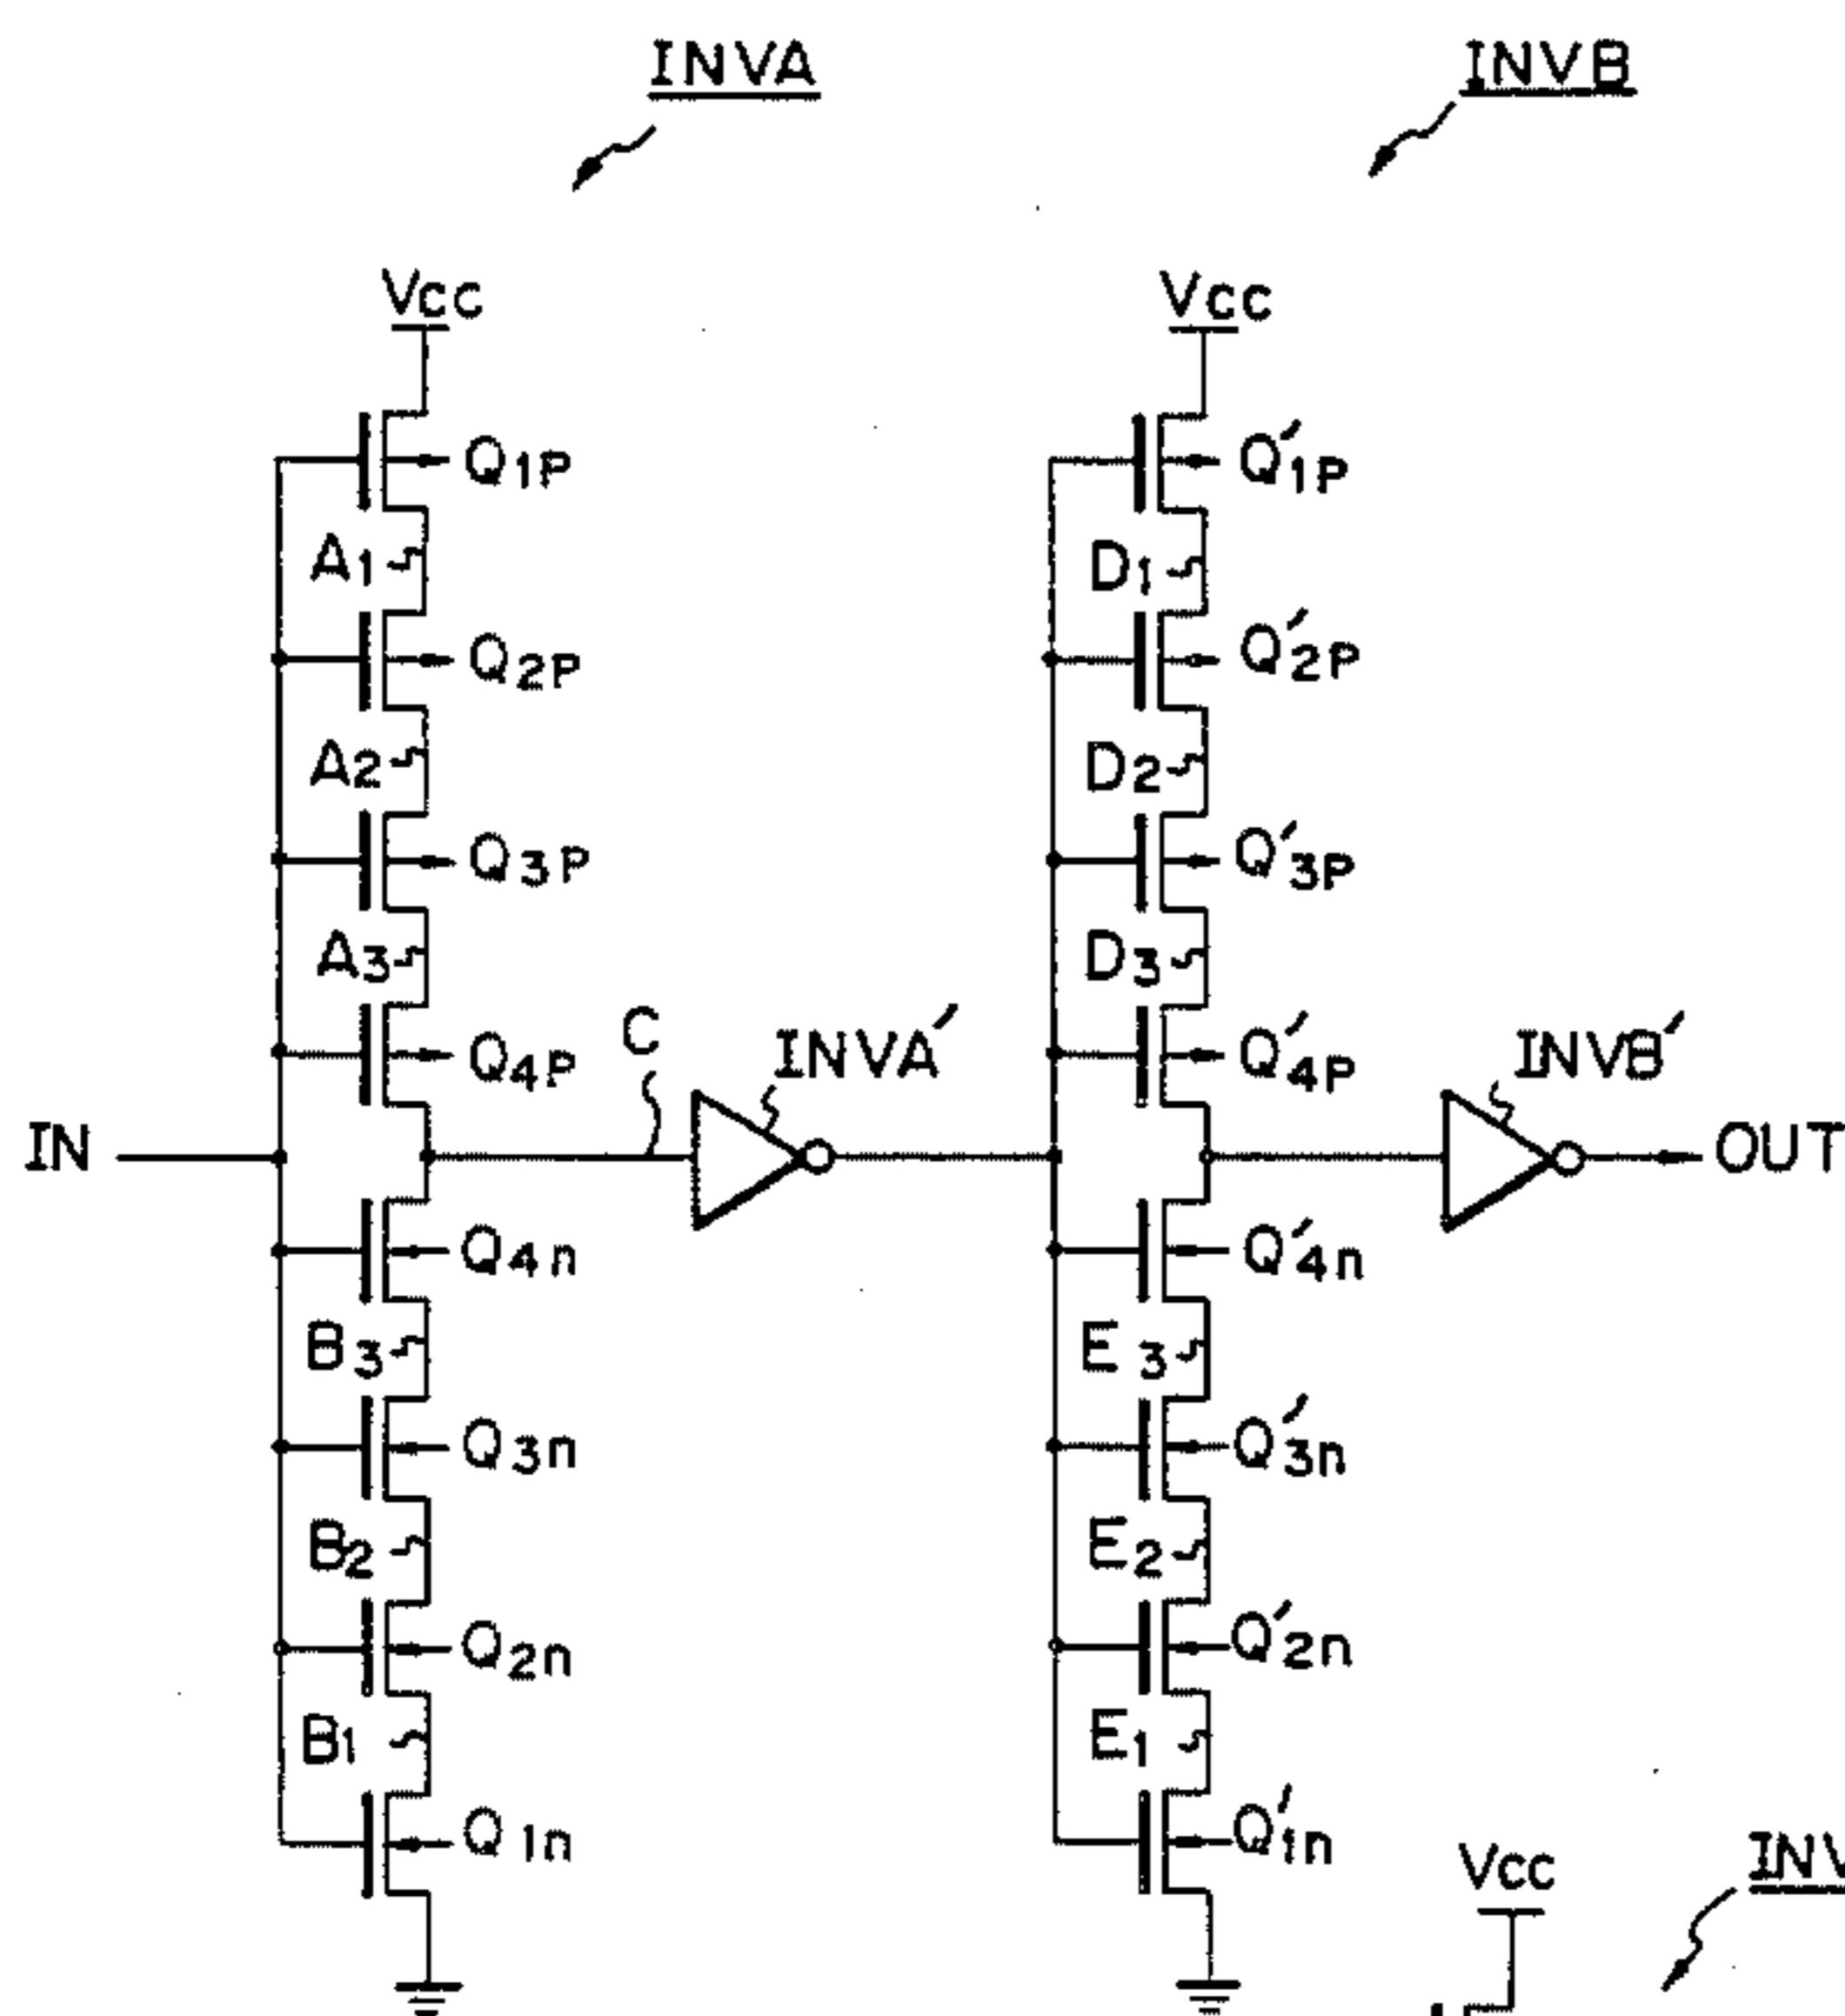 INVA
INVB
Vcc
Vcc
Q1P
Q'1P
A1
D1
Q2P
Q'2P
A2
D2
Q3P
Q'3P
A3
D3
Q4P
C
INVA'
Q'4P
INVB'
IN
OUT
Q4n
Q'4n
B3
E3
Q3n
Q'3n
B2
E2
Q2n
Q'2n
B1
E1
Q1n
Q'1n
Vcc